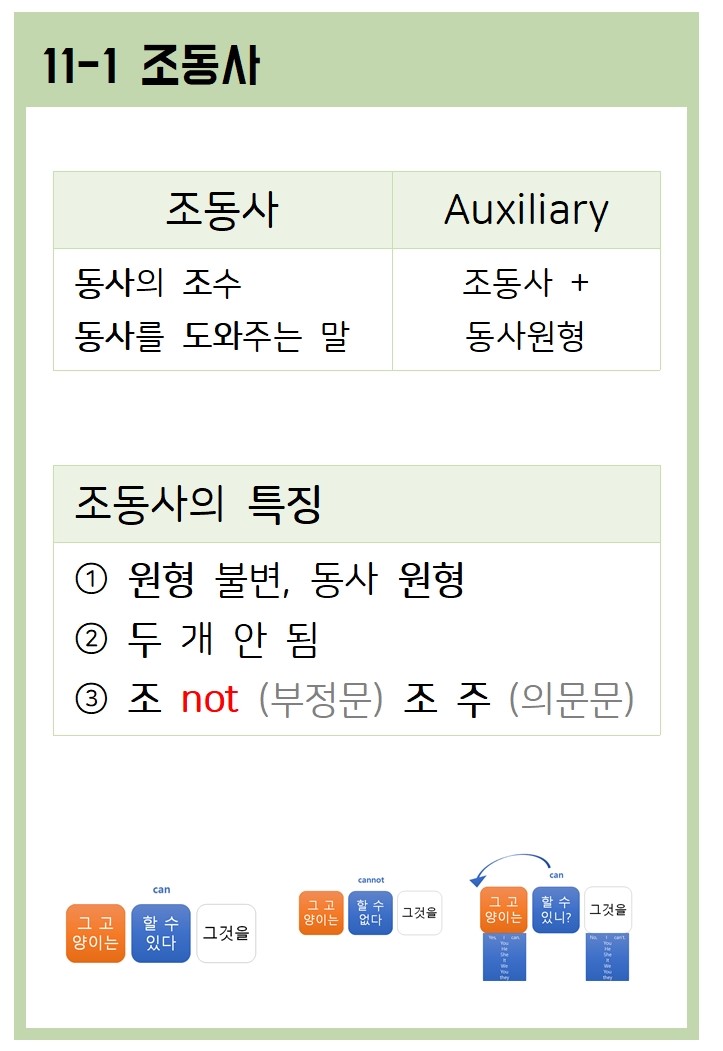 11-1 조동사
조동사
Auxiliary
동사의 조수
동사를 도와주는 말
조동사 +
동사원형
조동사의 특징
① 원형 불변, 동사 원형
② 두 개 안 됨
③ 조 not (부정문) 조 주 (의문문)
can
그 고
양이는
할 수
있다
그것을
cannot
그 고
양이는
할 수
없다
그것을
can
그 고
양이는
할 수
있니?
그것을
Yes, I can.
You
He
She
It
We
You
they
No, I can't.
You
He
She
It
We
You
they